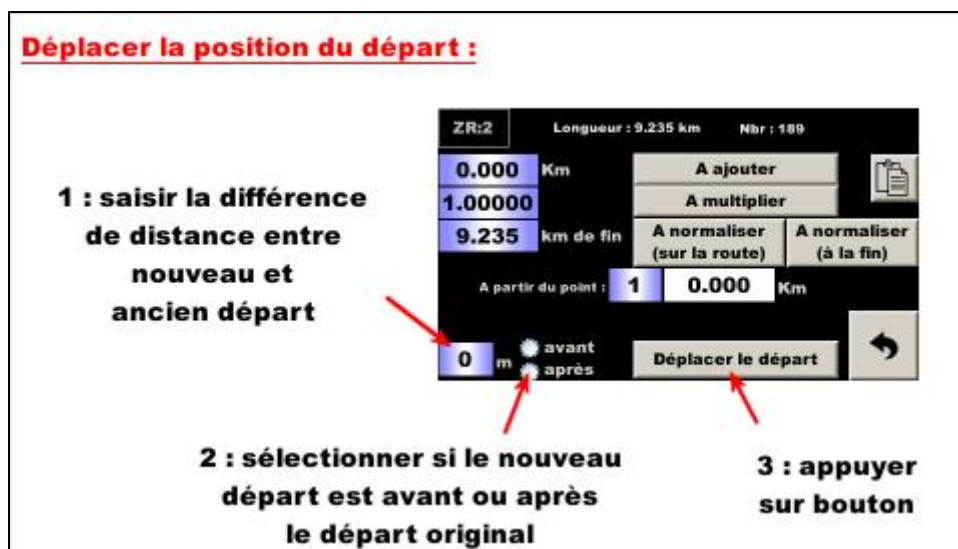 Déplacer la position du départ :
ZR:2 Longueur : 9.235 km Nbr : 189
0.000 Km A ajouter
1.00000 A multiplier
9.235 km de fin A normaliser (sur la route) A normaliser (à la fin)
A partir du point : 1 0.000 Km
0 m avant
après
Déplacer le départ
1 : saisir la différence
de distance entre
nouveau et
ancien départ
2 : sélectionner si le nouveau
départ est avant ou après
le départ original
3 : appuyer
sur bouton